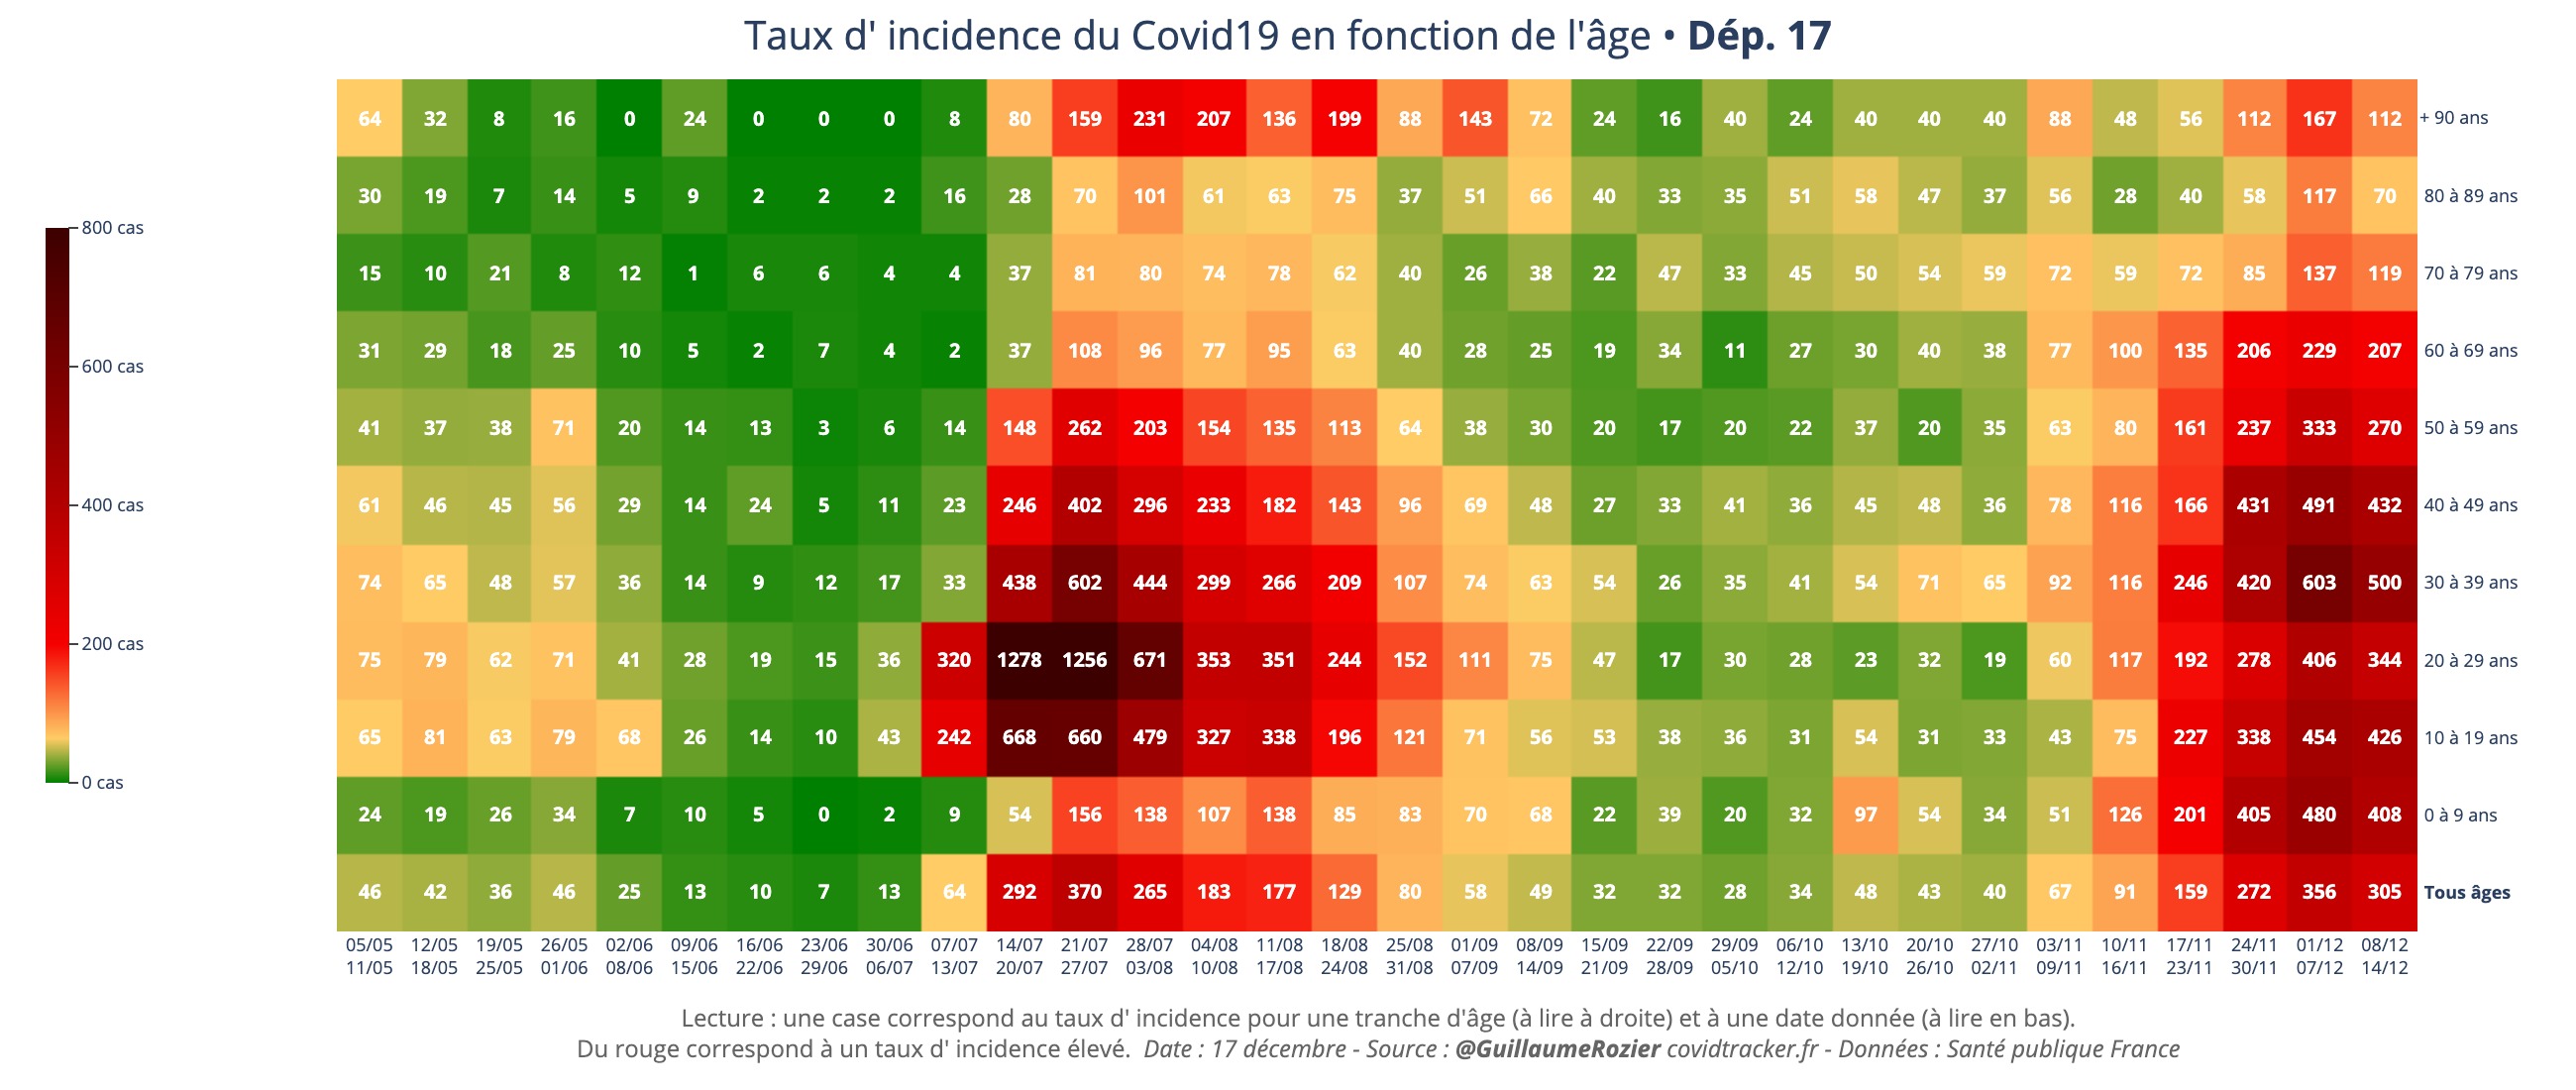 Taux d' incidence du Covid19 en fonction de l'âge • Dép. 17
800 cas
600 cas
400 cas
200 cas
0 cas
64 32 8 16 0 24 0 0 0 8 80 159 231 207 136 199 88 143 72 24 16 40 24 40 40 40 88 48 56 112 167 112 + 90 ans
30 19 7 14 5 9 2 2 2 16 28 70 101 61 63 75 37 51 66 40 33 35 51 58 47 37 56 28 40 58 117 70 80 à 89 ans
15 10 21 8 12 1 6 6 4 4 37 81 80 74 78 62 40 26 38 22 47 33 45 50 54 59 72 59 72 85 137 119 70 à 79 ans
31 29 18 25 10 5 2 7 4 2 37 108 96 77 95 63 40 28 25 19 34 11 27 30 40 38 77 100 135 206 229 207 60 à 69 ans
41 37 38 71 20 14 13 3 6 14 148 262 203 154 135 113 64 38 30 20 17 20 22 37 20 35 63 80 161 237 333 270 50 à 59 ans
61 46 45 56 29 14 24 5 11 23 246 402 296 233 182 143 96 69 48 27 33 41 36 45 48 36 78 116 166 431 491 432 40 à 49 ans
74 65 48 57 36 14 9 12 17 33 438 602 444 299 266 209 107 74 63 54 26 35 41 54 71 65 92 116 246 420 603 500 30 à 39 ans
75 79 62 71 41 28 19 15 36 320 1278 1256 671 353 351 244 152 111 75 47 17 30 28 23 32 19 60 117 192 278 406 344 20 à 29 ans
65 81 63 79 68 26 14 10 43 242 668 660 479 327 338 196 121 71 56 53 38 36 31 54 31 33 43 75 227 338 454 426 10 à 19 ans
24 19 26 34 7 10 5 0 2 9 54 156 138 107 138 85 83 70 68 22 39 20 32 97 54 34 51 126 201 405 480 408 0 à 9 ans
46 42 36 46 25 13 10 7 13 64 292 370 265 183 177 129 80 58 49 32 32 28 34 48 43 40 67 91 159 272 356 305 Tous âges
05/05 12/05 19/05 26/05 02/06 09/06 16/06 23/06 30/06 07/07 14/07 21/07 28/07 04/08 11/08 18/08 25/08 01/09 08/09 15/09 22/09 29/09 06/10 13/10 20/10 27/10 03/11 10/11 17/11 24/11 01/12 08/12
11/05 18/05 25/05 01/06 08/06 15/06 22/06 29/06 06/07 13/07 20/07 27/07 03/08 10/08 17/08 24/08 31/08 07/09 14/09 21/09 28/09 05/10 12/10 19/10 26/10 02/11 09/11 16/11 23/11 30/11 07/12 14/12
Lecture : une case correspond au taux d' incidence pour une tranche d'âge (à lire à droite) et à une date donnée (à lire en bas).
Du rouge correspond à un taux d' incidence élevé. Date : 17 décembre - Source : @GuillaumeRozier covidtracker.fr - Données : Santé publique France